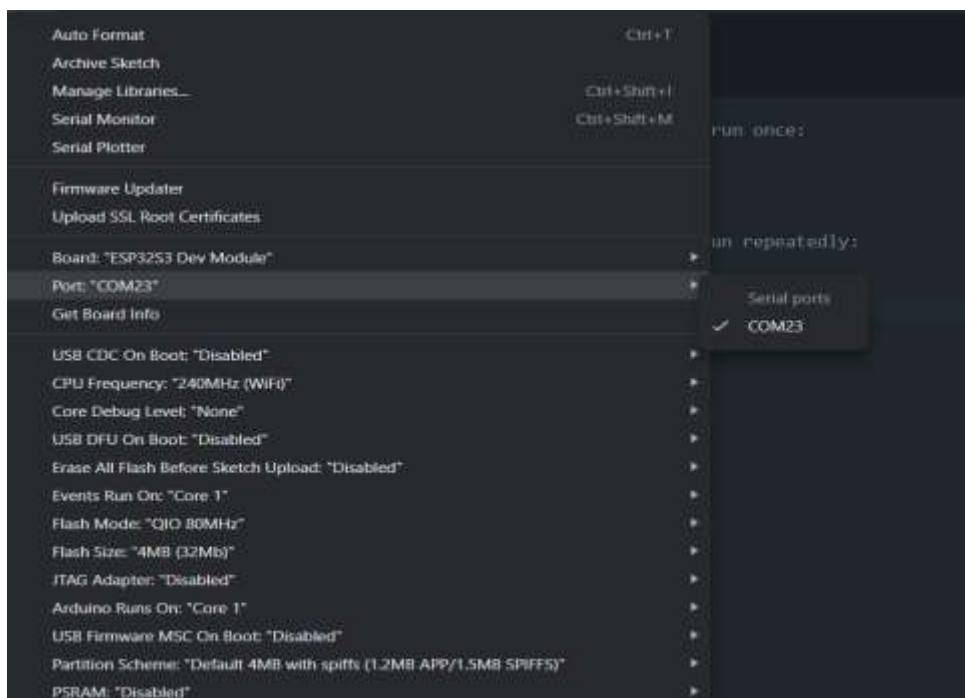 Auto Format Ctrl+T
Archive Sketch
Manage Libraries... Ctrl+Shift+I
Serial Monitor Ctrl+Shift+M
Serial Plotter
run once:
Firmware Updater
Upload SSL Root Certificates
un repeatedly:
Board: "ESP32S3 Dev Module"
Port: "COM23"
Serial ports
Get Board Info
COM23
USB CDC On Boot: "Disabled"
CPU Frequency: "240MHz (WiFi)"
Core Debug Level: "None"
USB DFU On Boot: "Disabled"
Erase All Flash Before Sketch Upload: "Disabled"
Events Run On: "Core 1"
Flash Mode: "QIO 80MHz"
Flash Size: "4MB (32Mb)"
JTAG Adapter: "Disabled"
Arduino Runs On: "Core 1"
USB Firmware MSC On Boot: "Disabled"
Partition Scheme: "Default 4MB with spiffs (1.2MB APP/1.5MB SPIFFS)"
PSRAM: "Disabled"